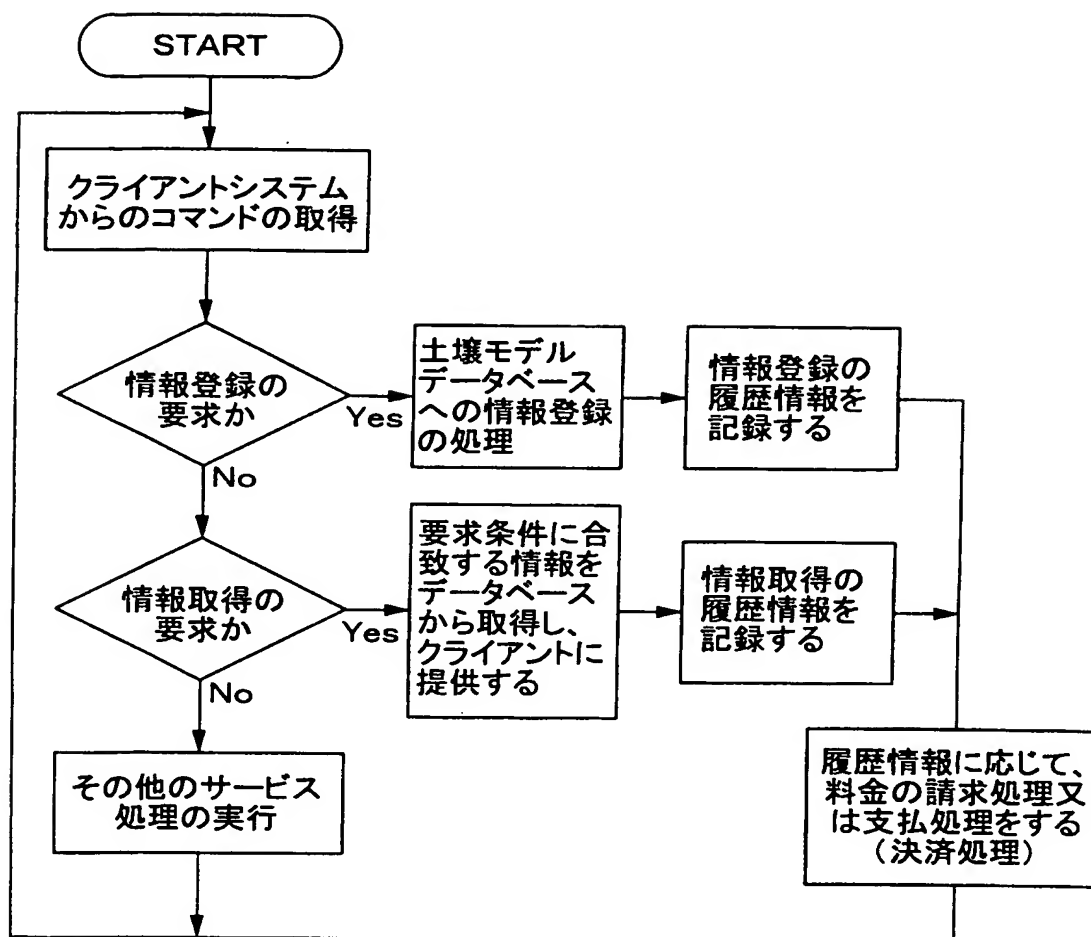 START
クライアントシステム
からのコマンドの取得
情報登録の
要求か
Yes
土壌モデル
データベース
への情報登録
の処理
情報登録の
履歴情報を
記録する
No
情報取得の
要求か
Yes
要求条件に合
致する情報を
データベース
から取得し、
クライアントに
提供する
情報取得の
履歴情報を
記録する
No
その他のサービス
処理の実行
履歴情報に応じて、
料金の請求処理又
は支払処理をする
（決済処理）